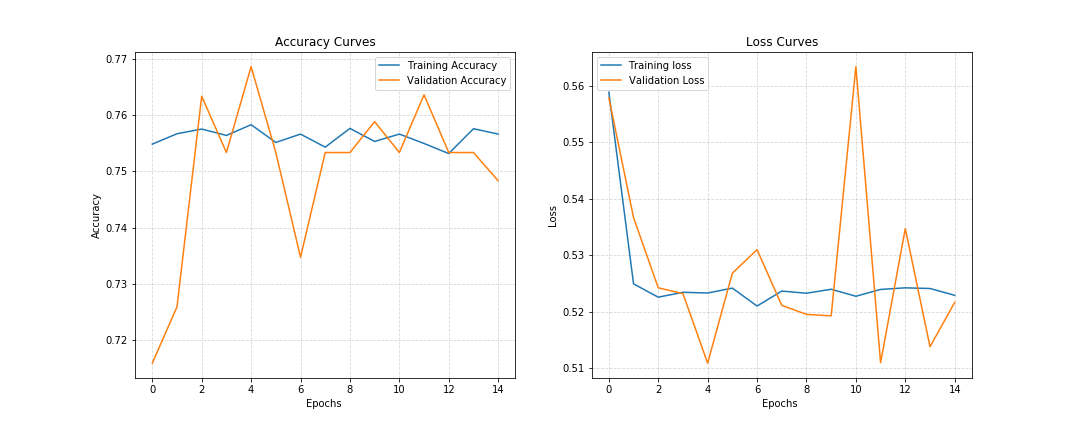 Accuracy Curves
Training Accuracy
Validation Accuracy
0.77
0.76
0.75
0.74
0.73
0.72
Accuracy
0 2 4 6 8 10 12 14
Epochs
Loss Curves
Training loss
Validation Loss
0.56
0.55
0.54
0.53
0.52
0.51
Loss
0 2 4 6 8 10 12 14
Epochs